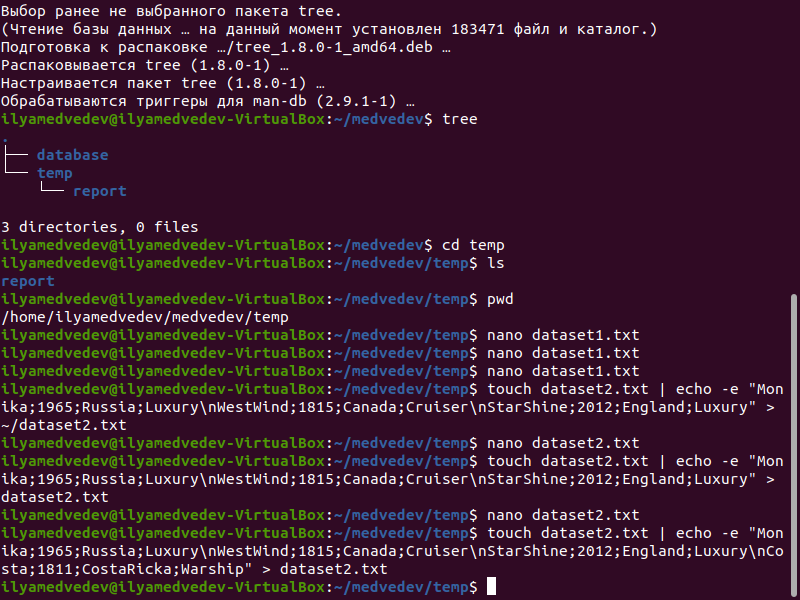 Выбор ранее не выбранного пакета tree.
(Чтение базы данных … на данный момент установлен 183471 файл и каталог.)
Подготовка к распаковке …/tree_1.8.0-1_amd64.deb …
Распаковывается tree (1.8.0-1) …
Настраивается пакет tree (1.8.0-1) …
Обрабатываются триггеры для man-db (2.9.1-1) …
ilyamedvedev@ilyamedvedev-VirtualBox:~/medvedev$ tree
.
├── database
└── temp
    └── report

3 directories, 0 files
ilyamedvedev@ilyamedvedev-VirtualBox:~/medvedev$ cd temp
ilyamedvedev@ilyamedvedev-VirtualBox:~/medvedev/temp$ ls
report
ilyamedvedev@ilyamedvedev-VirtualBox:~/medvedev/temp$ pwd
/home/ilyamedvedev/medvedev/temp
ilyamedvedev@ilyamedvedev-VirtualBox:~/medvedev/temp$ nano dataset1.txt
ilyamedvedev@ilyamedvedev-VirtualBox:~/medvedev/temp$ nano dataset1.txt
ilyamedvedev@ilyamedvedev-VirtualBox:~/medvedev/temp$ nano dataset1.txt
ilyamedvedev@ilyamedvedev-VirtualBox:~/medvedev/temp$ touch dataset2.txt | echo -e "Mon
ika;1965;Russia;Luxury\nWestWind;1815;Canada;Cruiser\nStarShine;2012;England;Luxury" >
~/dataset2.txt
ilyamedvedev@ilyamedvedev-VirtualBox:~/medvedev/temp$ nano dataset2.txt
ilyamedvedev@ilyamedvedev-VirtualBox:~/medvedev/temp$ touch dataset2.txt | echo -e "Mon
ika;1965;Russia;Luxury\nWestWind;1815;Canada;Cruiser\nStarShine;2012;England;Luxury" >
dataset2.txt
ilyamedvedev@ilyamedvedev-VirtualBox:~/medvedev/temp$ nano dataset2.txt
ilyamedvedev@ilyamedvedev-VirtualBox:~/medvedev/temp$ touch dataset2.txt | echo -e "Mon
ika;1965;Russia;Luxury\nWestWind;1815;Canada;Cruiser\nStarShine;2012;England;Luxury\nCo
sta;1811;CostaRicka;Warship" > dataset2.txt
ilyamedvedev@ilyamedvedev-VirtualBox:~/medvedev/temp$